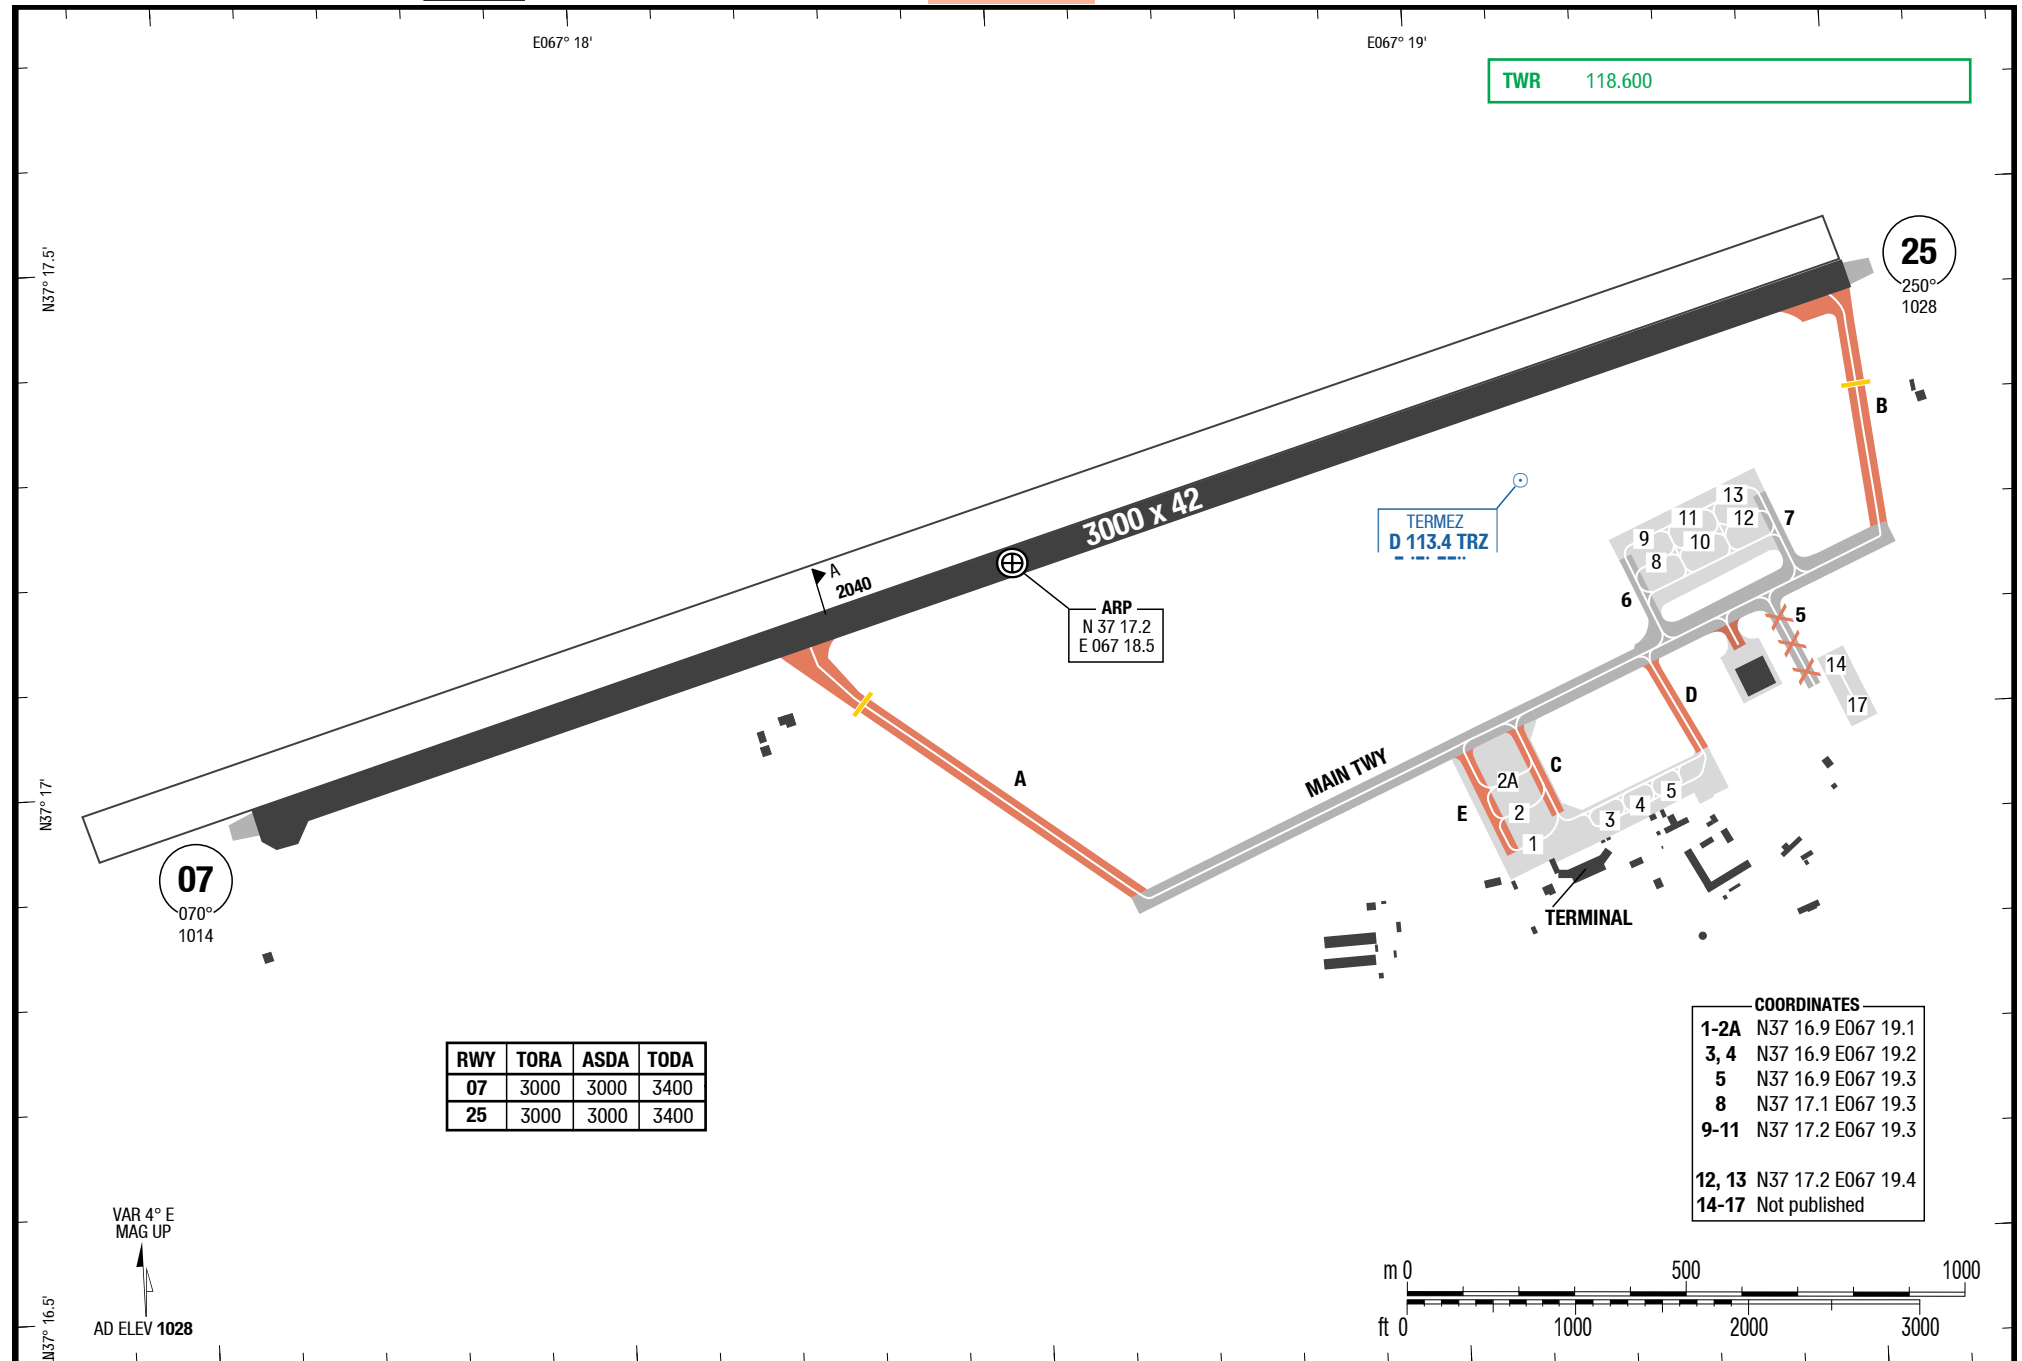 E067° 18'
E067° 19'
TWR 118.600
N37° 17.5'
25
250°
1028
B
13
11
12
7
9
10
8
TERMEZ
D 113.4 TRZ
3000 x 42
A
2040
ARP
N 37 17.2
E 067 18.5
6
5
14
17
D
MAIN TWY
C
2A
E
2
1
3
4
5
A
N37° 17'
07
070°
1014
TERMINAL
COORDINATES
1-2A N37 16.9 E067 19.1
3, 4 N37 16.9 E067 19.2
5 N37 16.9 E067 19.3
8 N37 17.1 E067 19.3
9-11 N37 17.2 E067 19.3
12, 13 N37 17.2 E067 19.4
14-17 Not published
RWY TORA ASDA TODA
07 3000 3000 3400
25 3000 3000 3400
VAR 4° E
MAG UP
AD ELEV 1028
N37° 16.5'
m 0 500 1000
ft 0 1000 2000 3000